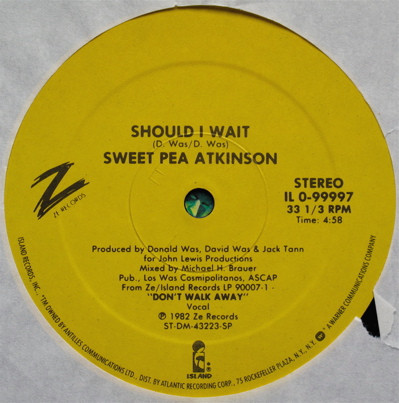 SHOULD I WAIT
(D. Was/D. Was)
SWEET PEA ATKINSON
Z
ZE RECORDS
STEREO
IL 0-99997
33 1/3 RPM
Time: 4:58
Produced by Donald Was, David Was & Jack Tann
for John Lewis Productions
Mixed by Michael H. Brauer
Pub., Los Was Cosmipolitanos, ASCAP
From Ze/Island Records LP 90007-1 -
"DON'T WALK AWAY"
Vocal
℗ 1982 Ze Records
ST-DM-43223-SP
ISLAND
ISLAND RECORDS, INC. - ™ OWNED BY ANTILLES COMMUNICATIONS LTD., DIST. BY ATLANTIC RECORDING CORP., 75 ROCKEFELLER PLAZA, N.Y., N.Y. A WARNER COMMUNICATIONS COMPANY